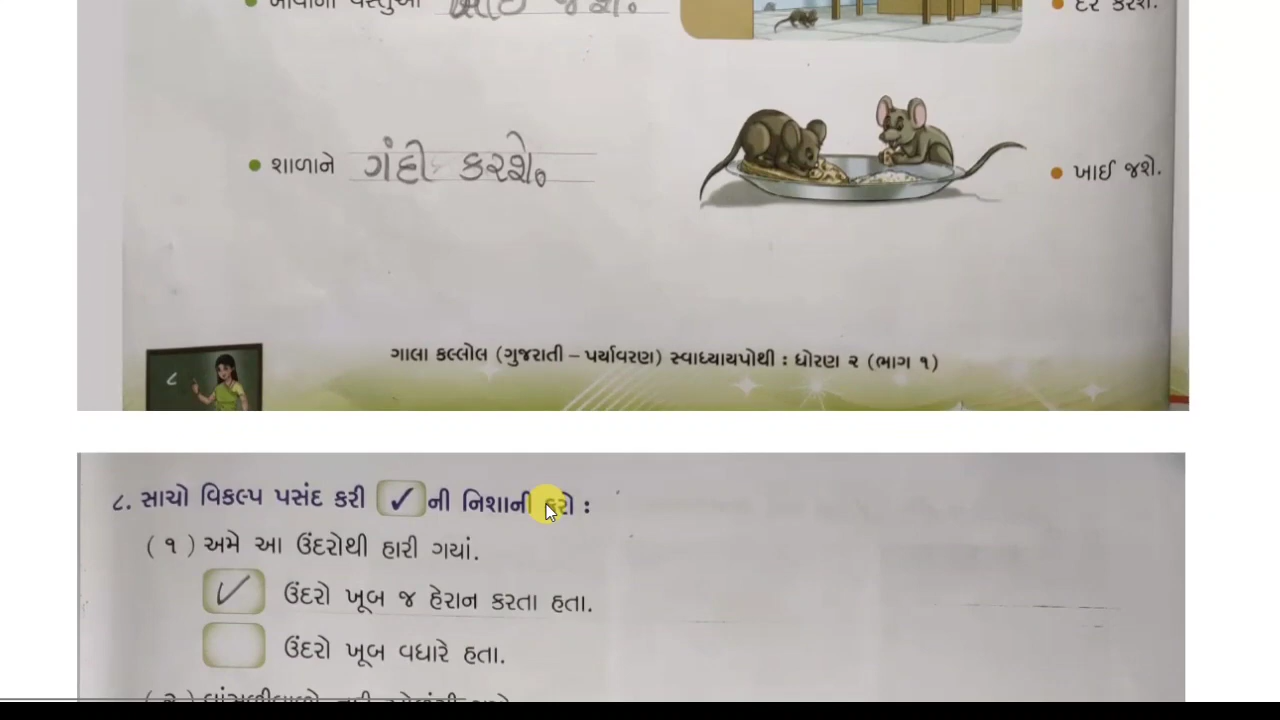 શાળાને ગંદી કરશે.
ખાઈ જશે.
૮
ગાલા કલ્લોલ (ગુજરાતી – પર્યાવરણ) સ્વાધ્યાયપોથી : ધોરણ ૨ (ભાગ ૧)
૮. સાચો વિકલ્પ પસંદ કરી ✓ ની નિશાની કરો :
(૧) અમે આ ઉંદરોથી હારી ગયાં.
✓ ઉંદરો ખૂબ જ હેરાન કરતા હતા.
ઉંદરો ખૂબ વધારે હતા.